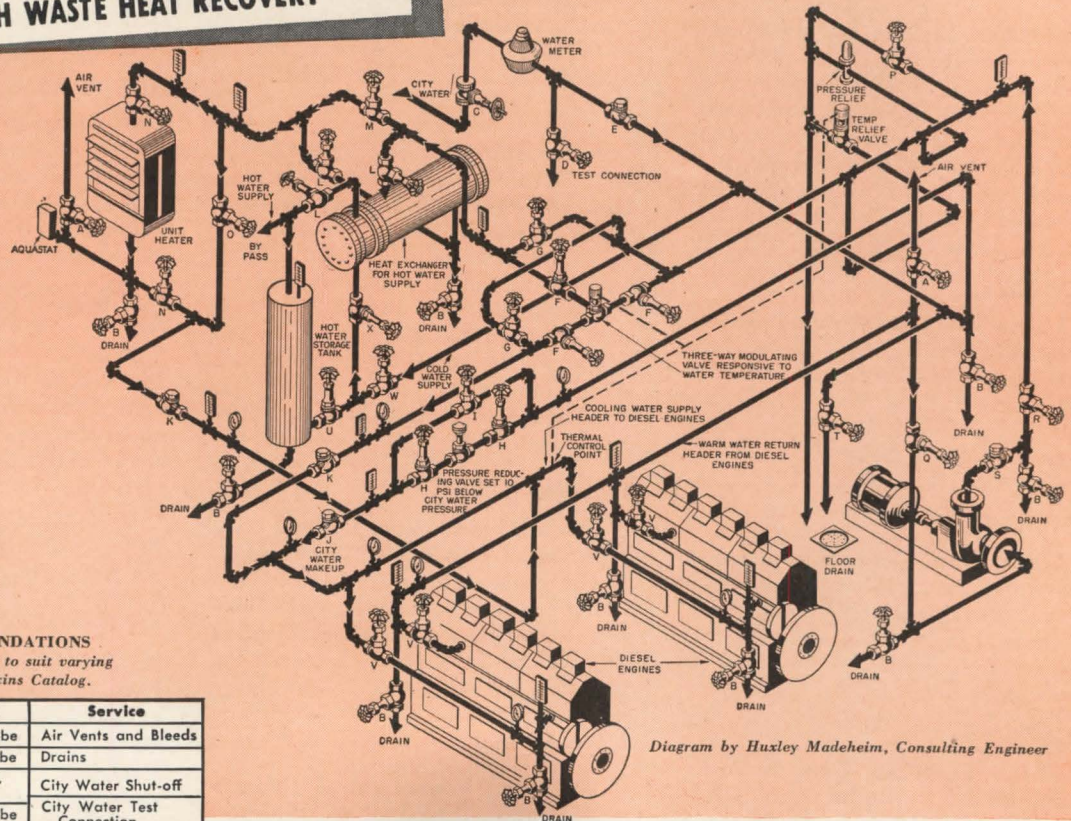 H WASTE HEAT RECOVERY
AIR
VENT
N
AQUASTAT
A
UNIT
HEATER
B
DRAIN
N
O
HOT
WATER
SUPPLY
BY
PASS
L
M
L
CITY
WATER
C
WATER
METER
D
TEST CONNECTION
E
HEAT EXCHANGER
FOR HOT WATER
SUPPLY
DRAIN
B
X
HOT
WATER
STORAGE
TANK
U
W
COLD
WATER
SUPPLY
G
F
F
G
F
THREE-WAY MODULATING
VALVE RESPONSIVE TO
WATER TEMPERATURE
P
PRESSURE
RELIEF
TEMP
RELIEF
VALVE
AIR VENT
A
B
DRAIN
R
T
Q
S
B
DRAIN
K
I
COOLING WATER SUPPLY
HEADER TO DIESEL ENGINES
THERMAL
CONTROL
POINT
WARM WATER RETURN
HEADER FROM DIESEL
ENGINES
H
K
H
PRESSURE REDUC-
ING VALVE SET 10
PSI BELOW
CITY WATER
PRESSURE
DRAIN
B
J
CITY
WATER
MAKEUP
V
V
B
DRAIN
FLOOR
DRAIN
B
DRAIN
V
V
DIESEL
ENGINES
B
DRAIN
B
DRAIN
B
DRAIN
Diagram by Huxley Madeheim, Consulting Engineer
NDATIONS
to suit varying
ins Catalog.
Service
be
Air Vents and Bleeds
be
Drains
City Water Shut-off
be
City Water Test
Connection